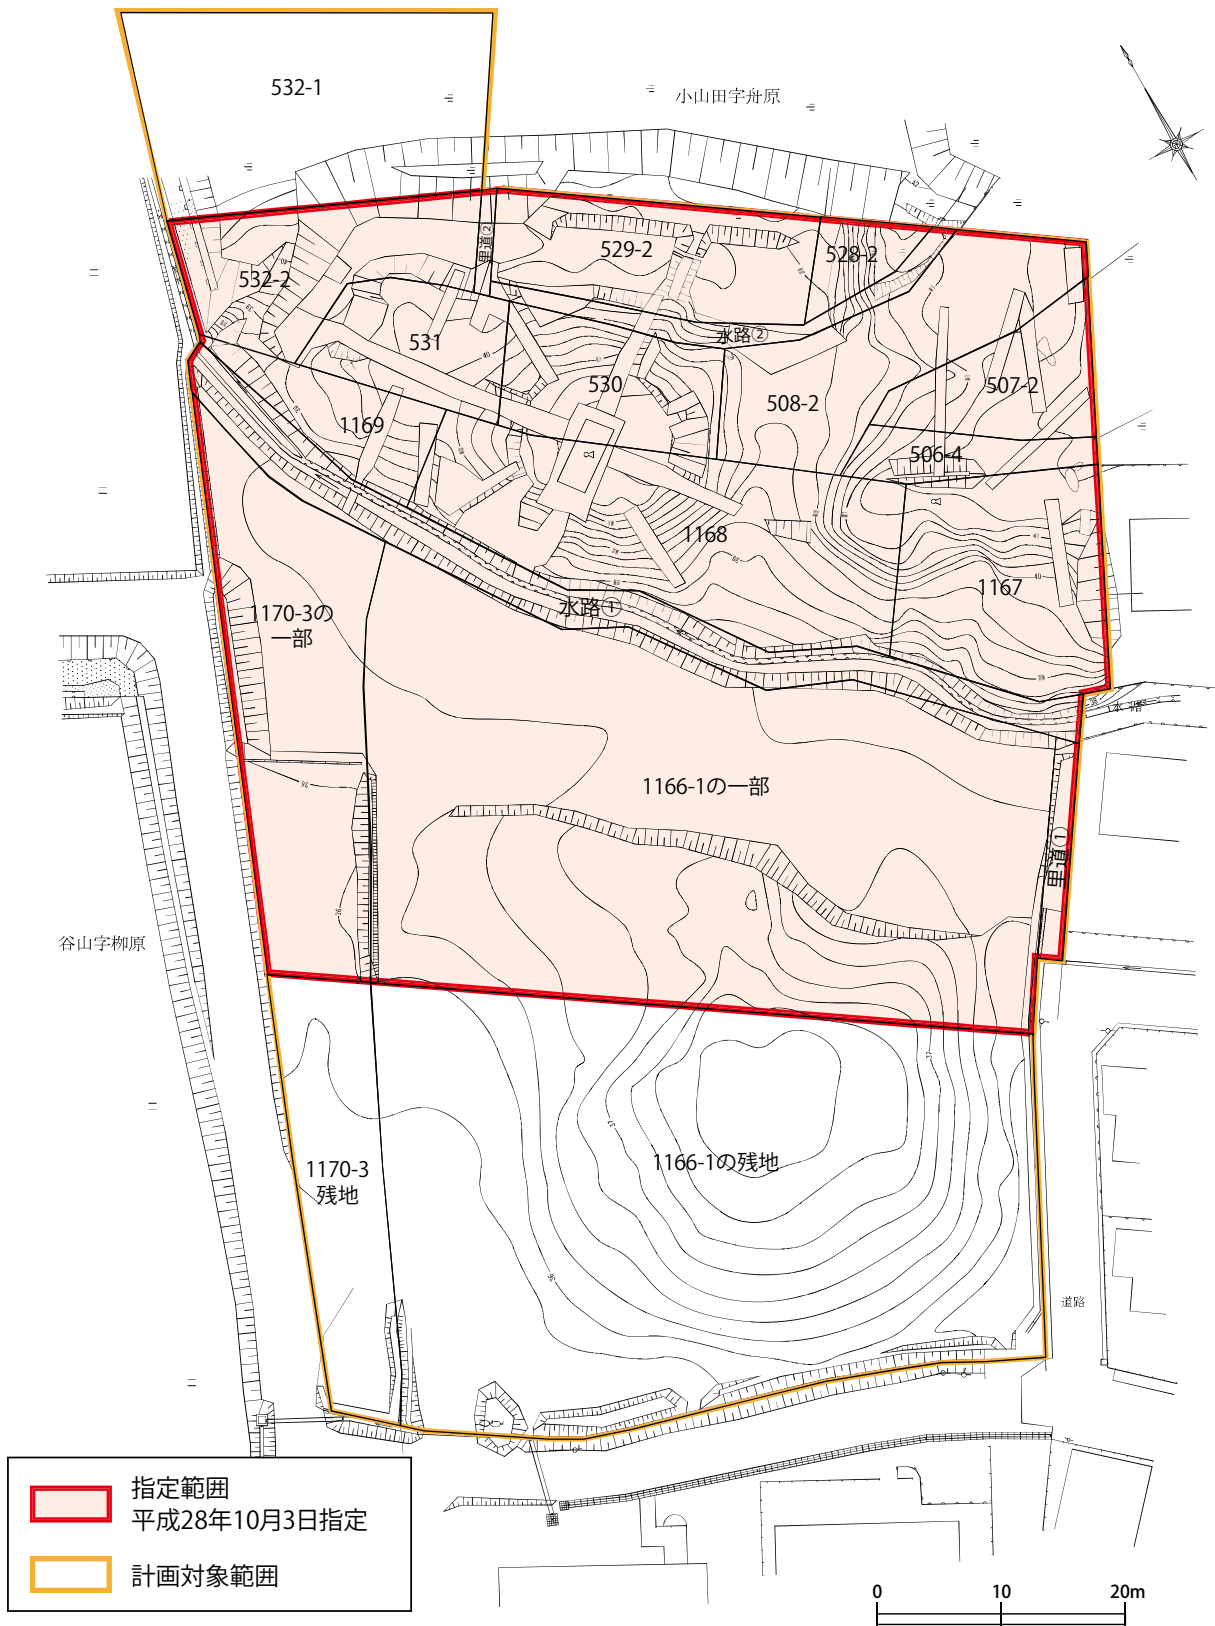 532-1
小山田字舟原
里道②
529-2
528-2
532-2
水路②
531
530
507-2
508-2
1169
506-4
1168
1167
水路①
1170-3の
一部
水路
1166-1の一部
里道①
谷山字栁原
1170-3
残地
1166-1の残地
道路
指定範囲
平成28年10月3日指定
計画対象範囲
0 10 20m